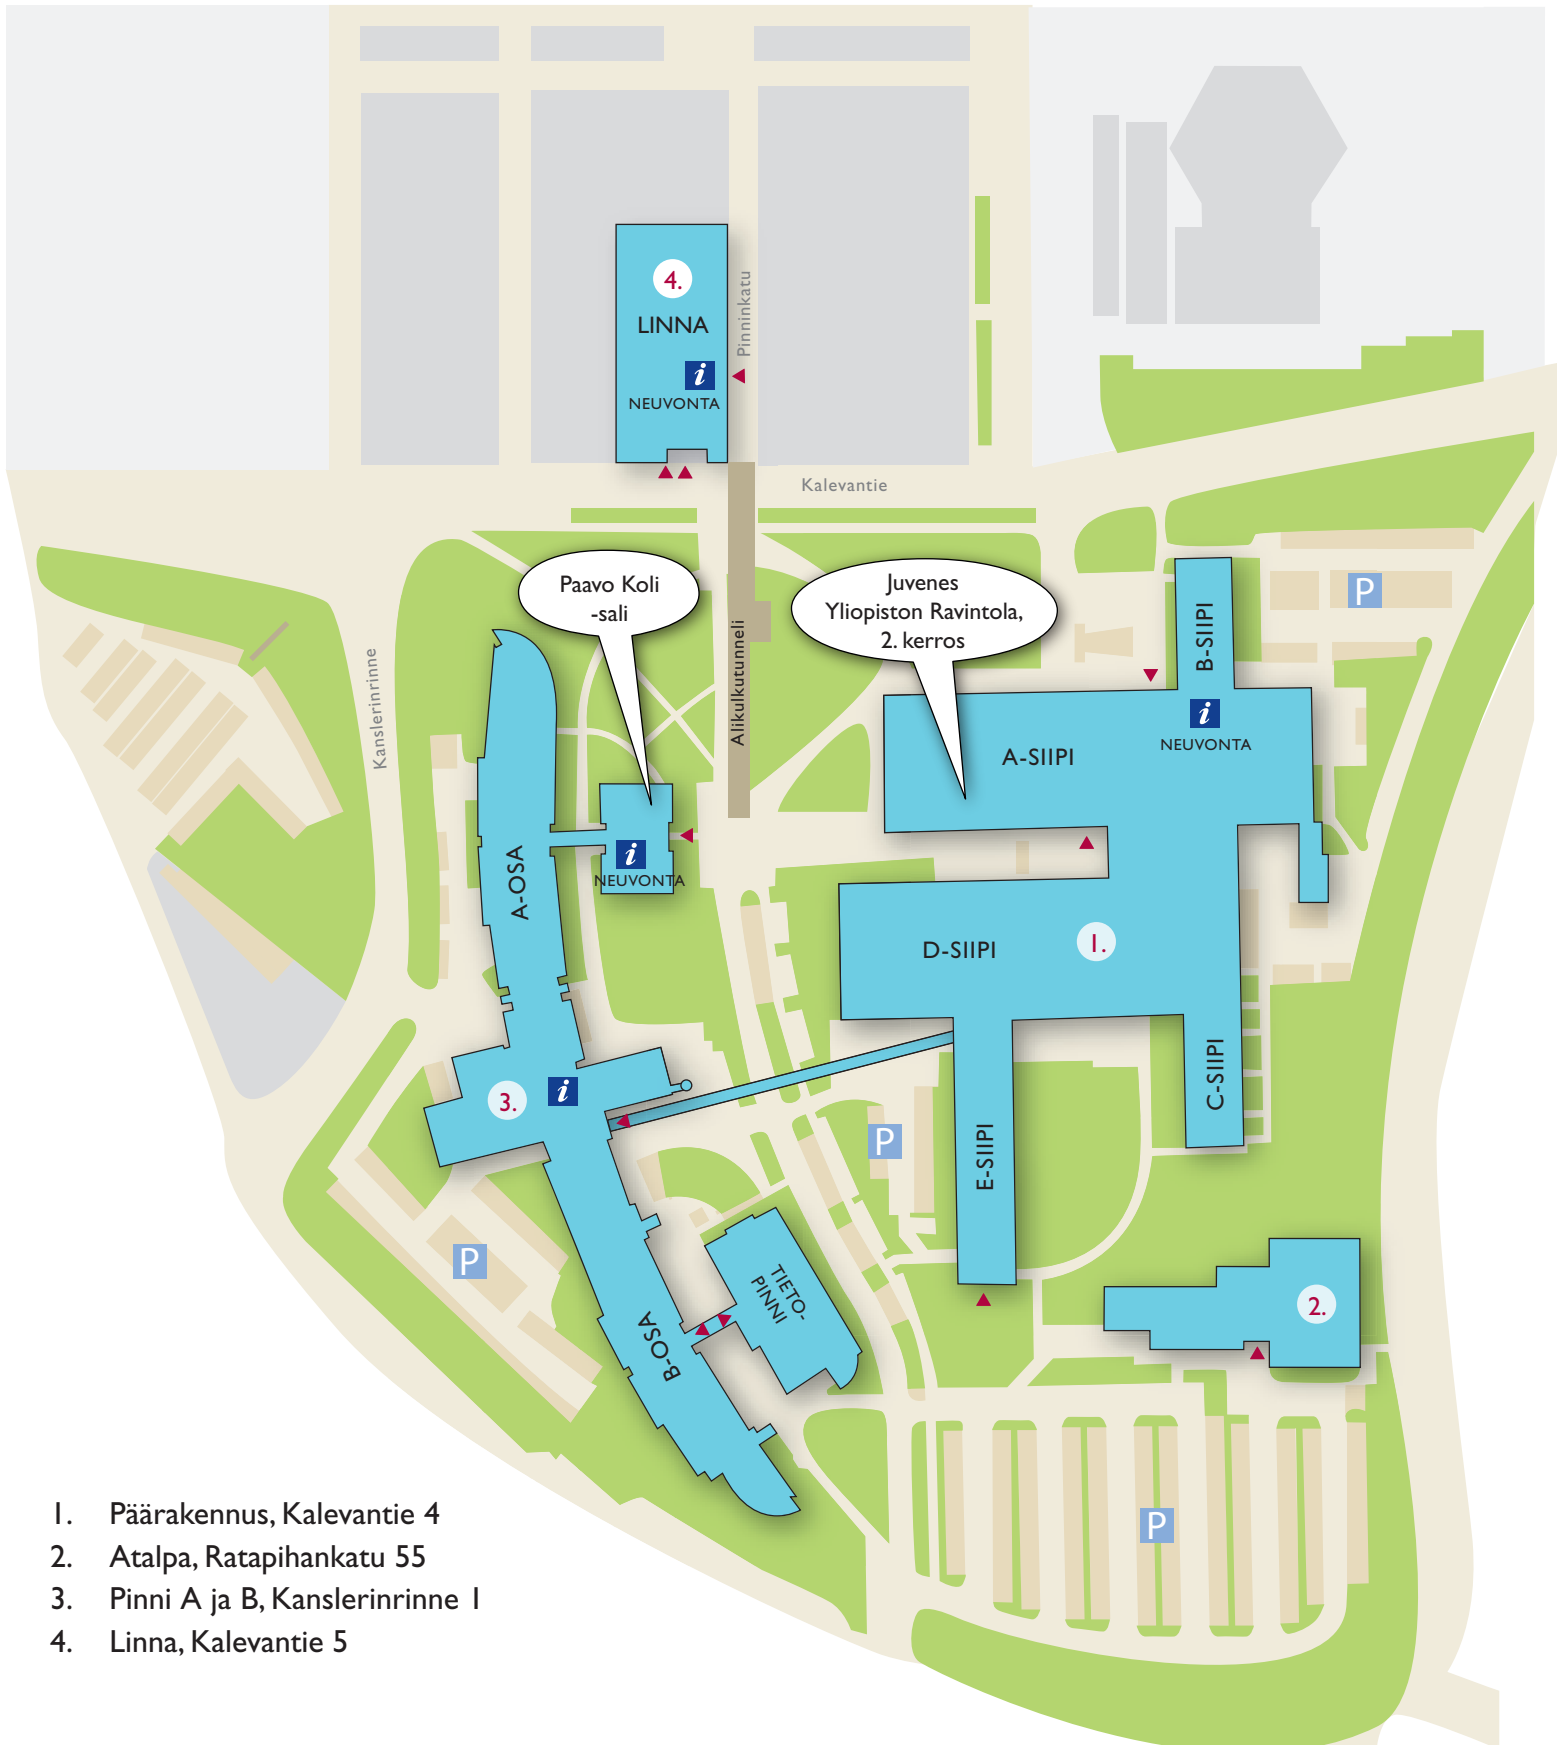 4.
LINNA
i
NEUVONTA
Pinninkatu
Kalevantie
Paavo Koli
-sali
Juvenes
Yliopiston Ravintola,
2. kerros
Alikulkutunneli
Kanslerinrinne
B-SIIPI
P
i
NEUVONTA
A-SIIPI
i
NEUVONTA
A-OSA
D-SIIPI
1.
C-SIIPI
3.
i
P
E-SIIPI
P
TIETO-
PINNI
B-OSA
2.
P
1. Päärakennus, Kalevantie 4
2. Atalpa, Ratapihankatu 55
3. Pinni A ja B, Kanslerinrinne 1
4. Linna, Kalevantie 5